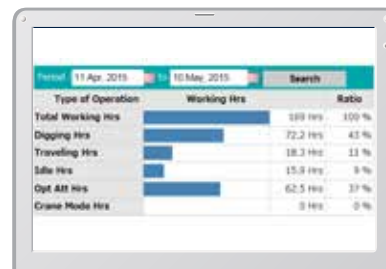 Period 11 Apr, 2015 to 10 May, 2015 Search
Type of Operation Working Hrs Ratio
Total Working Hrs 169 Hrs 100 %
Digging Hrs 72.2 Hrs 43 %
Traveling Hrs 18.3 Hrs 11 %
Idle Hrs 15.9 Hrs 9 %
Opt Att Hrs 62.5 Hrs 37 %
Crane Mode Hrs 0 Hrs 0 %